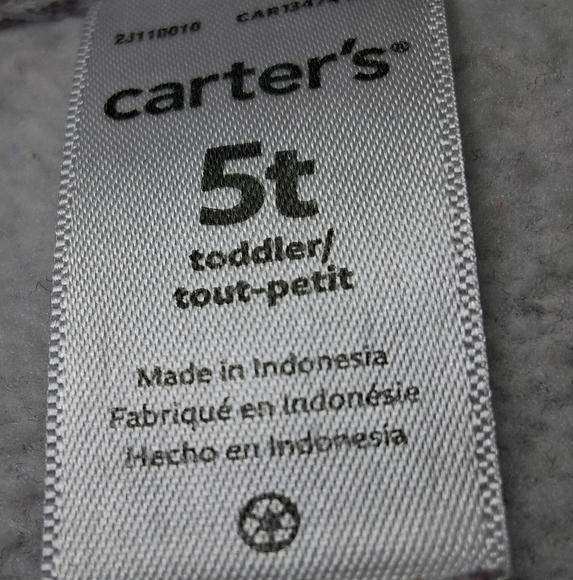 2J110010
carter's®
5t
toddler/
tout-petit
Made in Indonesia
Fabriqué en Indonésie
Hecho en Indonesia